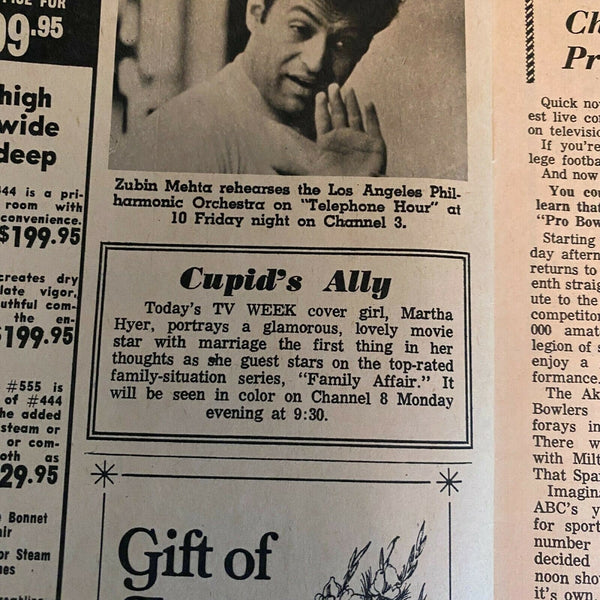 99.95
high
wide
deep
444 is a pri-
room with
convenience.
$199.95
creates dry
late vigor,
uthful com-
the en-
$199.95
#555 is
of #444
he added
steam or
or com-
oth as
29.95
e Bonnet
air
or Steam
nes
Zubin Mehta rehearses the Los Angeles Phil-
harmonic Orchestra on "Telephone Hour" at
10 Friday night on Channel 3.
Cupid's Ally
Today's TV WEEK cover girl, Martha
Hyer, portrays a glamorous, lovely movie
star with marriage the first thing in her
thoughts as she guest stars on the top-rated
family-situation series, "Family Affair." It
will be seen in color on Channel 8 Monday
evening at 9:30.
Gift of
Ch
Pr
Quick no
est live co
on televisio
If you're
lege footba
And now
You co
learn that
"Pro Bow
Starting
day aftern
returns to
enth straig
ute to the
competitor
000 amat
legion of s
enjoy a
formance.
The Ak
Bowlers
forays in
There w
with Milt
That Spa
Imagin
ABC's y
for sport
number
decided
noon sho
it's own.